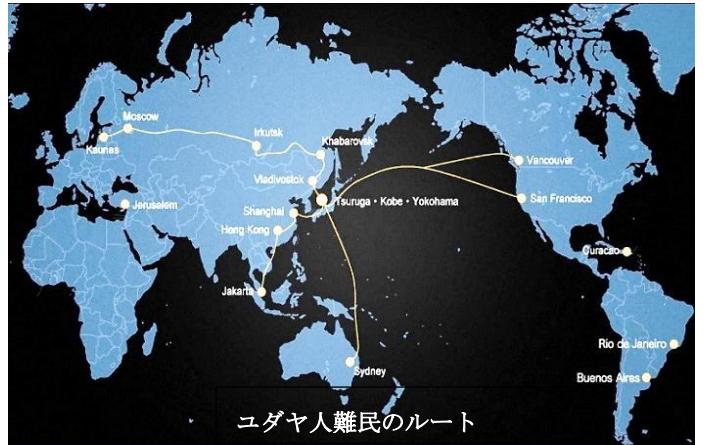 Moscow
Kaunas
Irkutsk
Khabarovsk
Vladivostok
Jerusalem
Shanghai
Tsuruga・Kobe・Yokohama
Hong Kong
Jakarta
Sydney
Vancouver
San Francisco
Curacao
Rio de Janeiro
Buenos Aires
ユダヤ人難民のルート